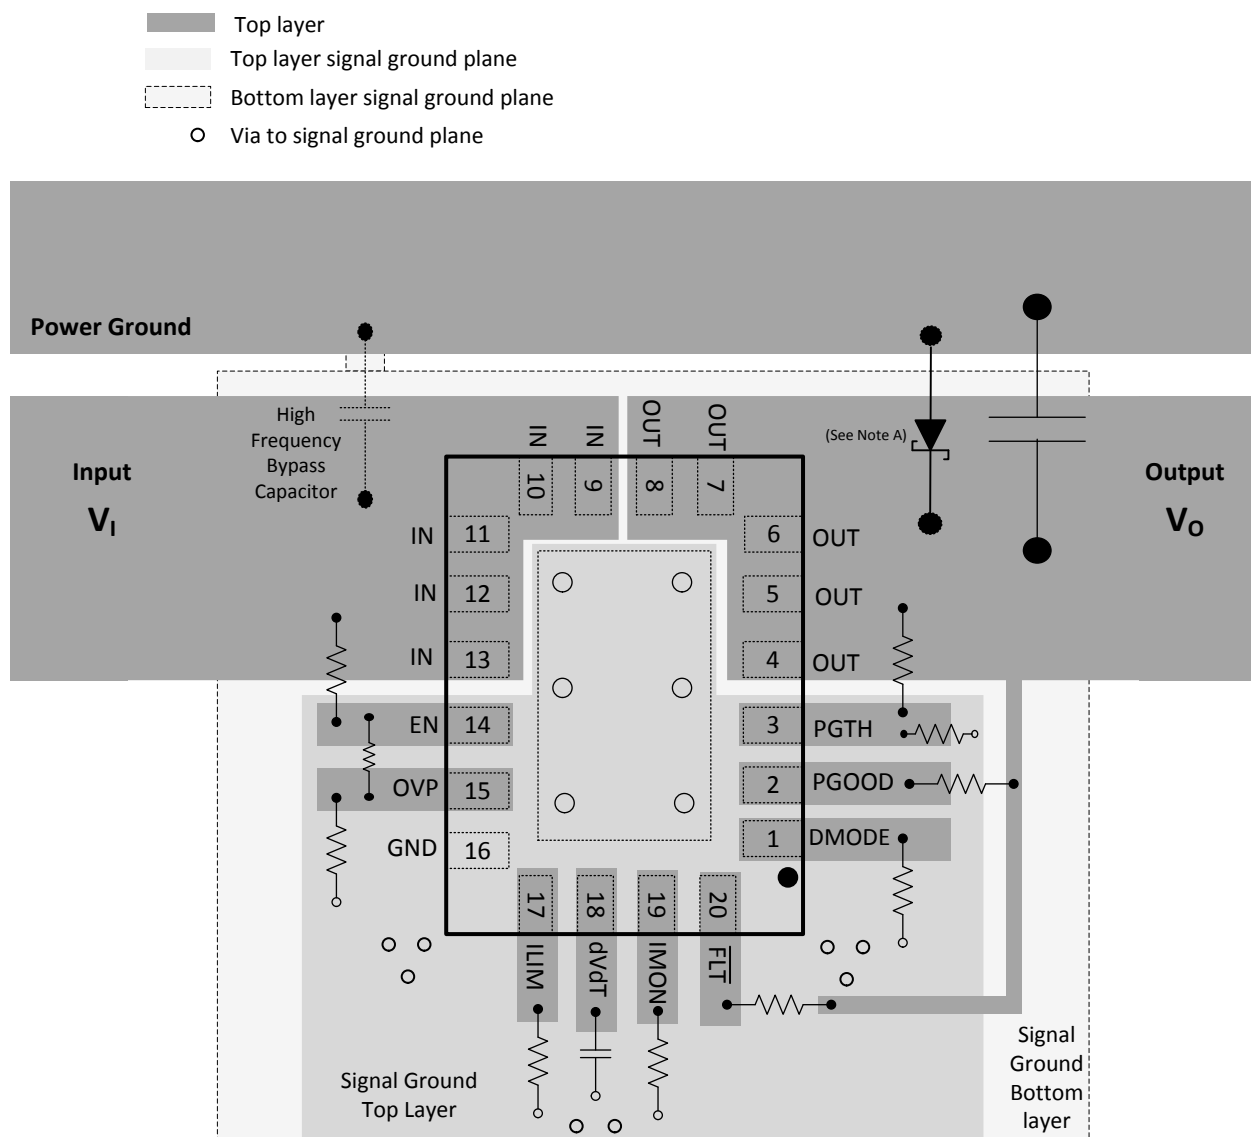 Top layer
Top layer signal ground plane
Bottom layer signal ground plane
Via to signal ground plane
Power Ground
High
Frequency
Bypass
Capacitor
Input
VI
IN
IN
OUT
OUT
(See Note A)
Output
VO
10
9
8
7
IN
11
6
OUT
IN
12
5
OUT
IN
13
4
OUT
EN
14
3
PGTH
OVP
15
2
PGOOD
GND
16
1
DMODE
17
18
19
20
ILIM
dVdT
IMON
FLT
Signal Ground
Top Layer
Signal
Ground
Bottom
layer